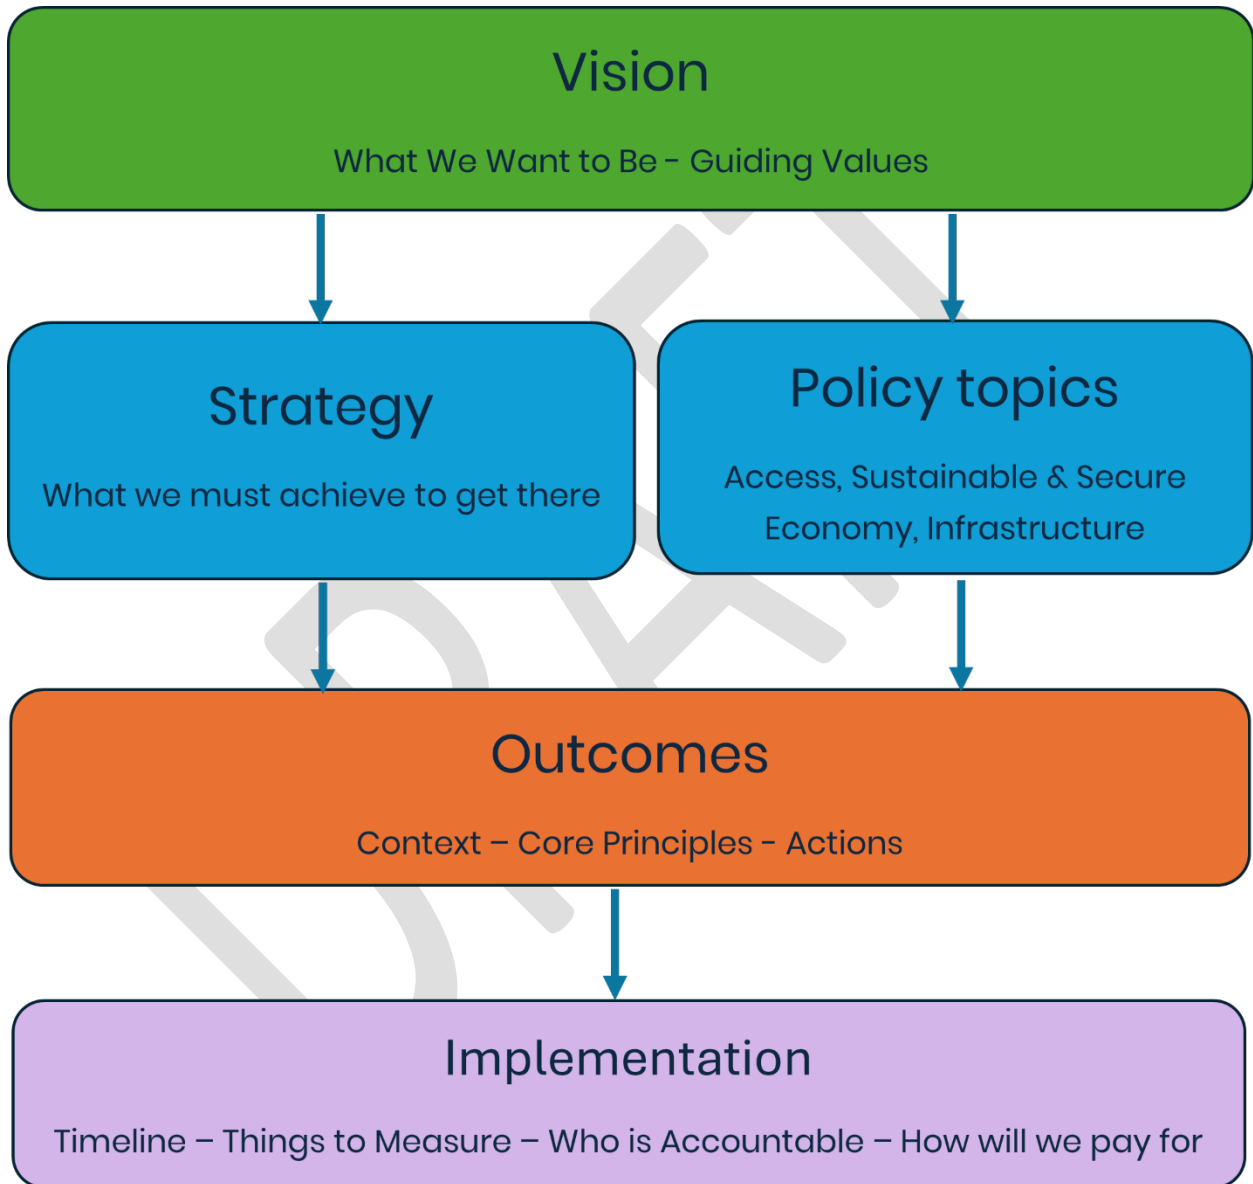 Vision
What We Want to Be - Guiding Values
Strategy
What we must achieve to get there
Policy topics
Access, Sustainable & Secure
Economy, Infrastructure
Outcomes
Context – Core Principles - Actions
Implementation
Timeline – Things to Measure – Who is Accountable – How will we pay for
DRAFT